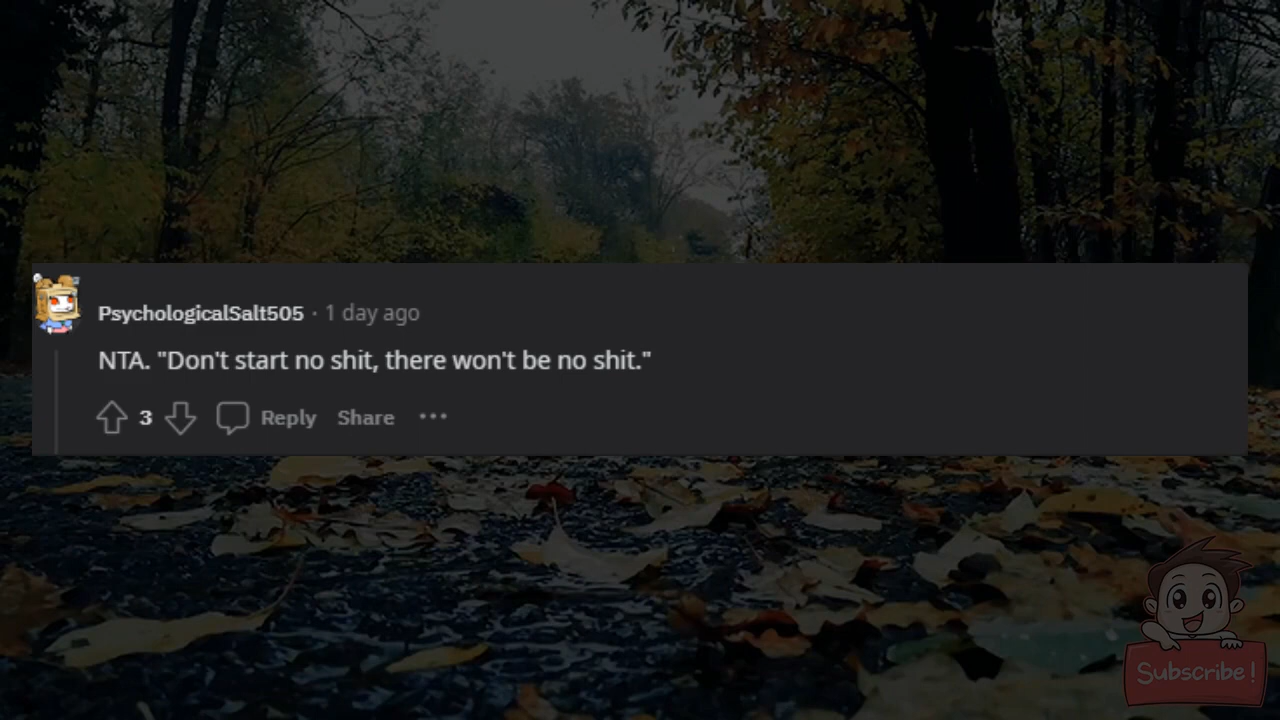 PsychologicalSalt505 · 1 day ago
NTA. "Don't start no shit, there won't be no shit."
3 Reply Share ···
Subscribe!